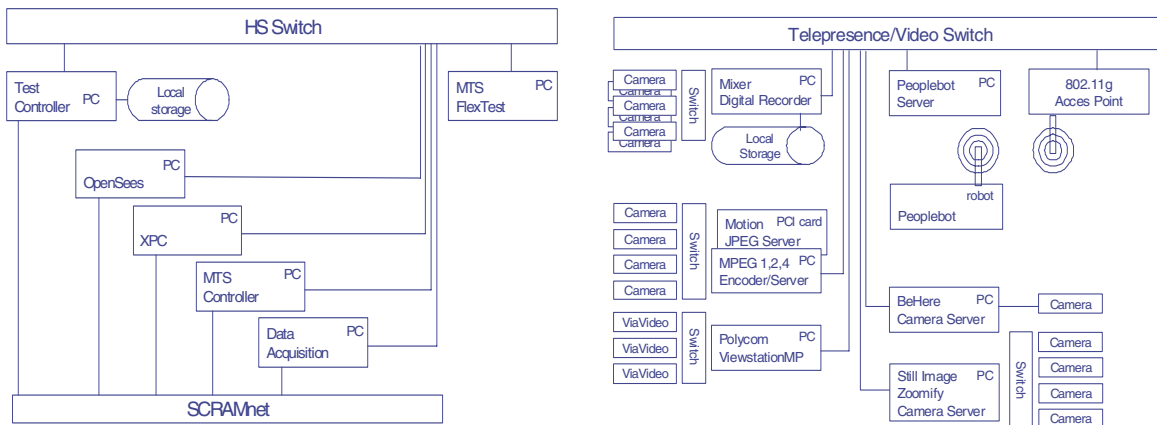 HS Switch
Test
Controller PC
Local
storage
MTS PC
FlexTest
PC
OpenSees
PC
XPC
MTS PC
Controller
Data PC
Acquisition
SCRAMnet
Telepresence/Video Switch
Camera
Camera
Camera
Camera
Camera
Camera
Switch
Mixer PC
Digital Recorder
Local
Storage
Peoplebot PC
Server
802.11g
Acces Point
robot
Peoplebot
Camera
Camera
Camera
Camera
Switch
Motion PCI card
JPEG Server
MPEG 1,2,4 PC
Encoder/Server
ViaVideo
ViaVideo
ViaVideo
Switch
Polycom PC
ViewstationMP
BeHere PC
Camera Server
Camera
Still Image PC
Zoomify
Camera Server
Switch
Camera
Camera
Camera
Camera